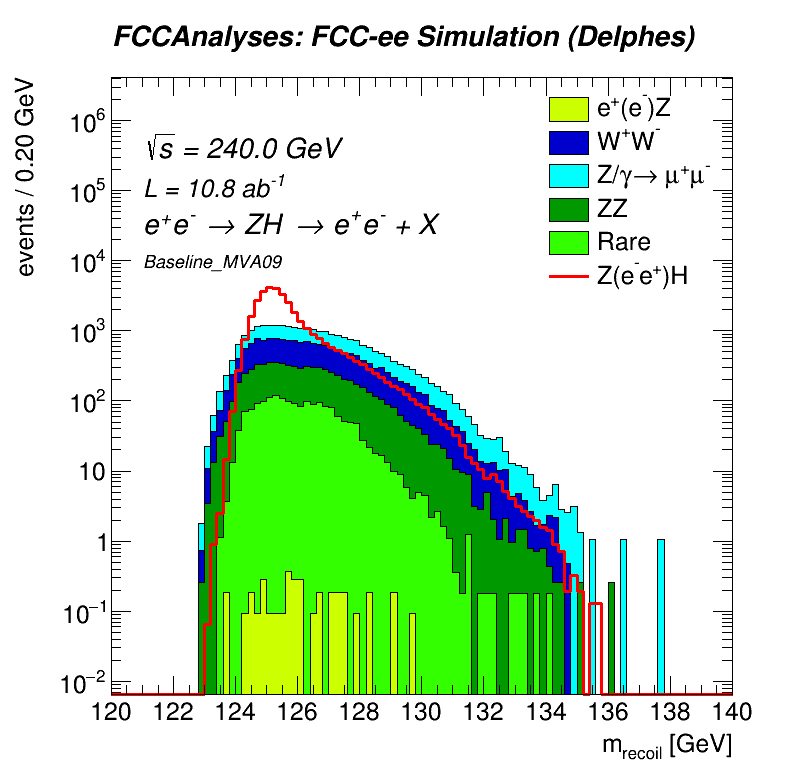 FCCAnalyses: FCC-ee Simulation (Delphes)
events / 0.20 GeV
10⁶
10⁵
10⁴
10³
10²
10
1
10⁻¹
10⁻²
√s = 240.0 GeV
L = 10.8 ab⁻¹
e⁺e⁻ → ZH → e⁺e⁻ + X
Baseline_MVA09
e⁺(e⁻)Z
W⁺W⁻
Z/γ→ μ⁺μ⁻
ZZ
Rare
Z(e⁻e⁺)H
120 122 124 126 128 130 132 134 136 138 140
m_recoil [GeV]